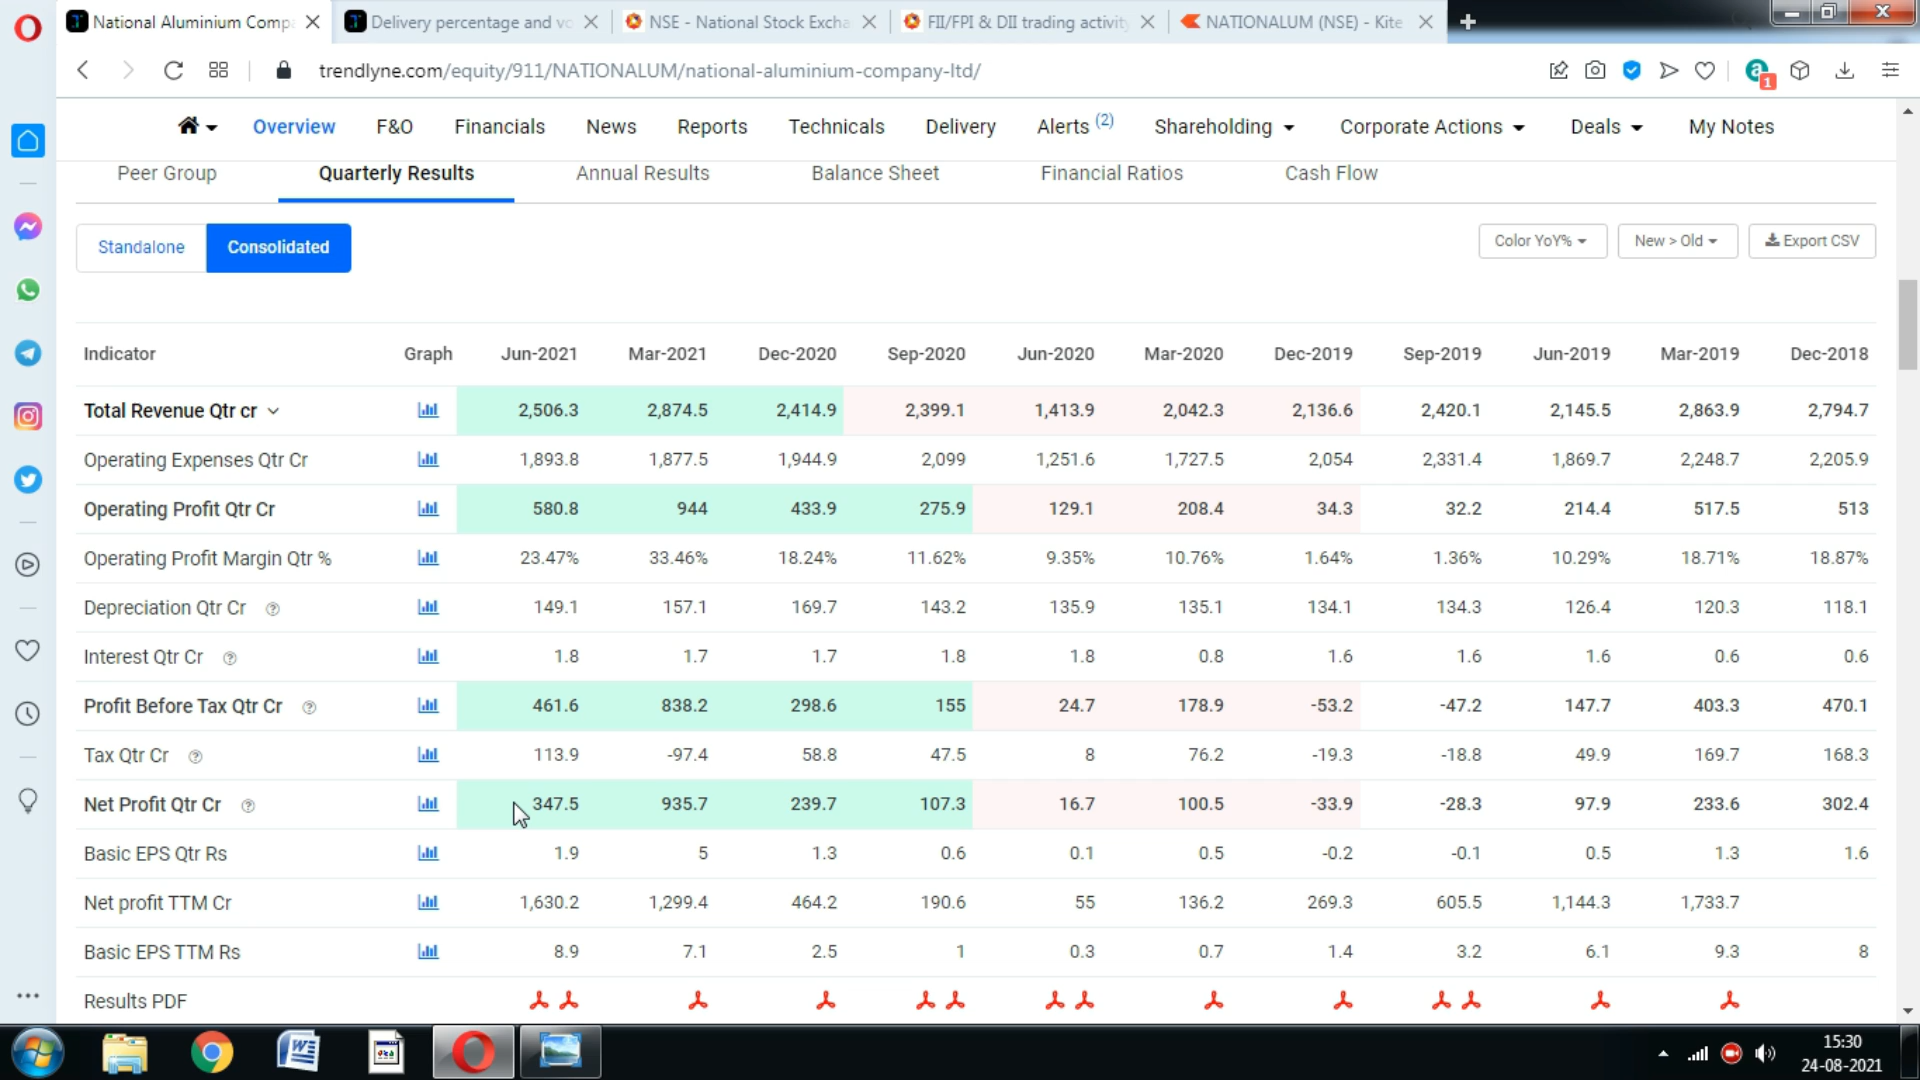 National Aluminium Comp
Delivery percentage and vo
NSE - National Stock Excha
FII/FPI & DII trading activity
NATIONALUM (NSE) - Kite
trendlyne.com/equity/911/NATIONALUM/national-aluminium-company-ltd/
a 1
Overview F&O Financials News Reports Technicals Delivery Alerts (2) Shareholding Corporate Actions Deals My Notes
Peer Group Quarterly Results Annual Results Balance Sheet Financial Ratios Cash Flow
Standalone Consolidated Color YoY% New > Old Export CSV
Indicator Graph Jun-2021 Mar-2021 Dec-2020 Sep-2020 Jun-2020 Mar-2020 Dec-2019 Sep-2019 Jun-2019 Mar-2019 Dec-2018
Total Revenue Qtr cr 2,506.3 2,874.5 2,414.9 2,399.1 1,413.9 2,042.3 2,136.6 2,420.1 2,145.5 2,863.9 2,794.7
Operating Expenses Qtr Cr 1,893.8 1,877.5 1,944.9 2,099 1,251.6 1,727.5 2,054 2,331.4 1,869.7 2,248.7 2,205.9
Operating Profit Qtr Cr 580.8 944 433.9 275.9 129.1 208.4 34.3 32.2 214.4 517.5 513
Operating Profit Margin Qtr % 23.47% 33.46% 18.24% 11.62% 9.35% 10.76% 1.64% 1.36% 10.29% 18.71% 18.87%
Depreciation Qtr Cr 149.1 157.1 169.7 143.2 135.9 135.1 134.1 134.3 126.4 120.3 118.1
Interest Qtr Cr 1.8 1.7 1.7 1.8 1.8 0.8 1.6 1.6 1.6 0.6 0.6
Profit Before Tax Qtr Cr 461.6 838.2 298.6 155 24.7 178.9 -53.2 -47.2 147.7 403.3 470.1
Tax Qtr Cr 113.9 -97.4 58.8 47.5 8 76.2 -19.3 -18.8 49.9 169.7 168.3
Net Profit Qtr Cr 347.5 935.7 239.7 107.3 16.7 100.5 -33.9 -28.3 97.9 233.6 302.4
Basic EPS Qtr Rs 1.9 5 1.3 0.6 0.1 0.5 -0.2 -0.1 0.5 1.3 1.6
Net profit TTM Cr 1,630.2 1,299.4 464.2 190.6 55 136.2 269.3 605.5 1,144.3 1,733.7
Basic EPS TTM Rs 8.9 7.1 2.5 1 0.3 0.7 1.4 3.2 6.1 9.3 8
Results PDF
15:30
24-08-2021